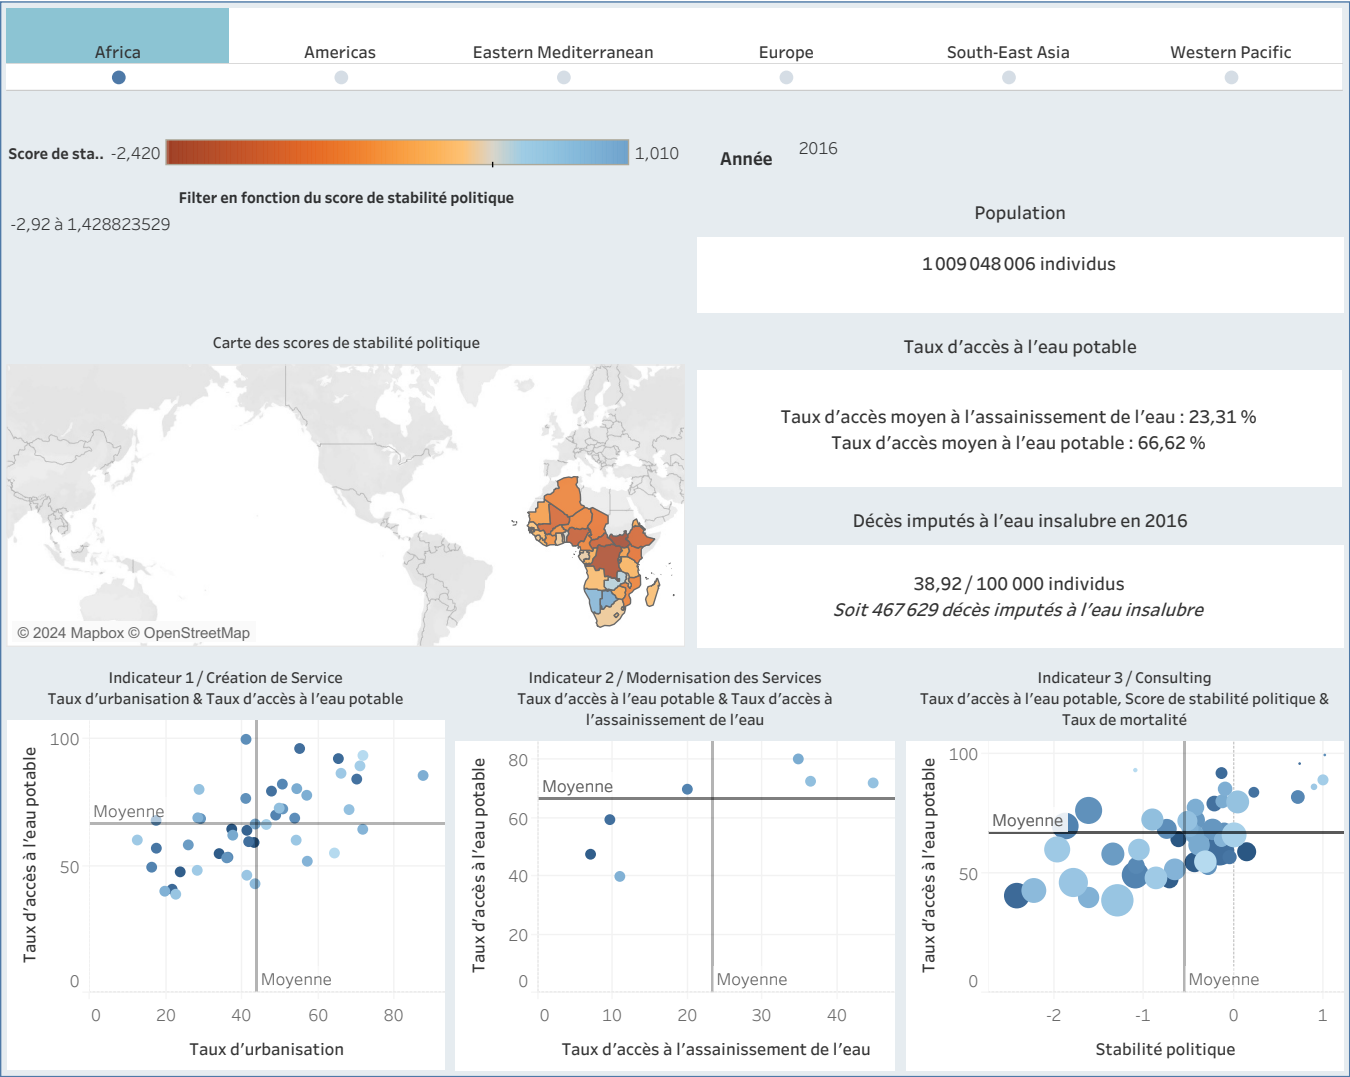 Africa
Americas
Eastern Mediterranean
Europe
South-East Asia
Western Pacific
Score de sta.. -2,420
1,010
Filter en fonction du score de stabilité politique
-2,92 à 1,428823529
Année
2016
Population
1 009 048 006 individus
Taux d'accès à l'eau potable
Taux d'accès moyen à l'assainissement de l'eau : 23,31 %
Taux d'accès moyen à l'eau potable : 66,62 %
Décès imputés à l'eau insalubre en 2016
38,92 / 100 000 individus
Soit 467 629 décès imputés à l'eau insalubre
Carte des scores de stabilité politique
© 2024 Mapbox © OpenStreetMap
Indicateur 1 / Création de Service
Taux d'urbanisation & Taux d'accès à l'eau potable
Taux d'accès à l'eau potable
100
50
0
Moyenne
Moyenne
0 20 40 60 80
Taux d'urbanisation
Indicateur 2 / Modernisation des Services
Taux d'accès à l'eau potable & Taux d'accès à
l'assainissement de l'eau
Taux d'accès à l'eau potable
80
60
40
20
0
Moyenne
Moyenne
0 10 20 30 40
Taux d'accès à l'assainissement de l'eau
Indicateur 3 / Consulting
Taux d'accès à l'eau potable, Score de stabilité politique &
Taux de mortalité
Taux d'accès à l'eau potable
100
50
0
Moyenne
Moyenne
-2 -1 0 1
Stabilité politique